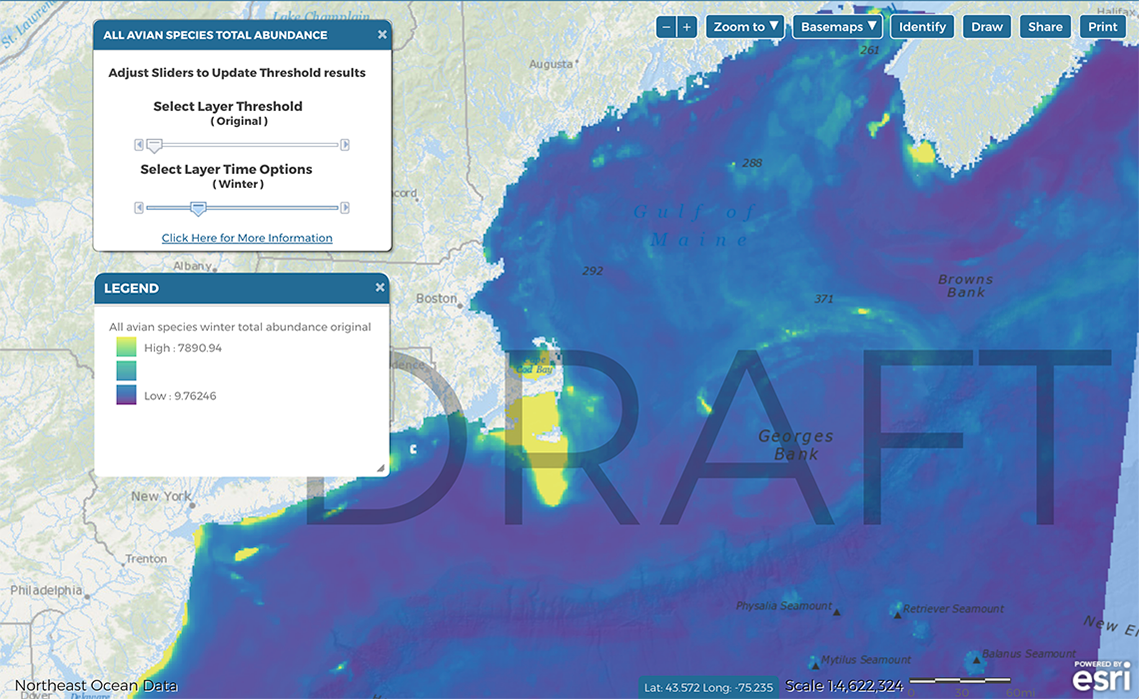 St. Lawrence
Lake Champlain
Halifax
ALL AVIAN SPECIES TOTAL ABUNDANCE
Adjust Sliders to Update Threshold results
Select Layer Threshold
( Original )
Select Layer Time Options
( Winter )
Click Here for More Information
− +
Zoom to ▼
Basemaps ▼
Identify
Draw
Share
Print
261
Augusta
288
cord
Gulf of
Maine
Albany
292
Browns
Bank
LEGEND
Boston
371
All avian species winter total abundance original
High : 7890.94
Low : 9.76246
dence
Cod Bay
DRAFT
Georges
Bank
New York
Trenton
Philadelphia
Physalia Seamount
Retriever Seamount
New E
Mytilus Seamount
Balanus Seamount
Dover
Delaware
Northeast Ocean Data
Lat: 43.572 Long: -75.235
Scale 1:4,622,324
0 30 60mi
POWERED BY
esri